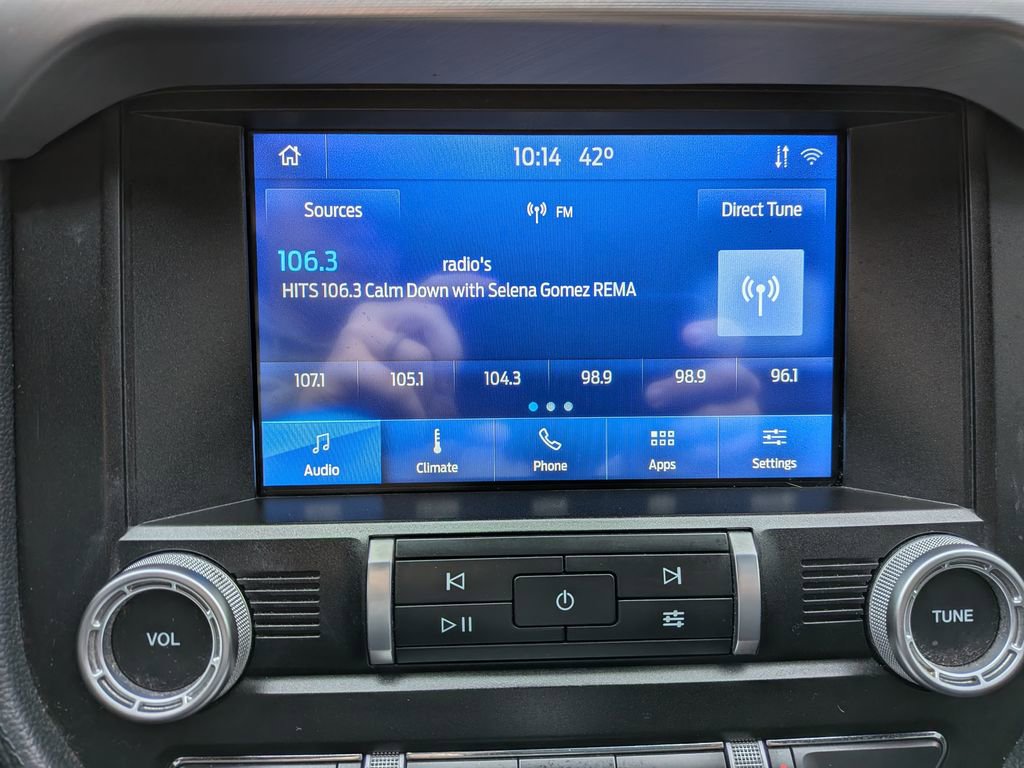 10:14 42º
Sources FM Direct Tune
106.3 radio's
HITS 106.3 Calm Down with Selena Gomez REMA
107.1 105.1 104.3 98.9 98.9 96.1
Audio Climate Phone Apps Settings
VOL TUNE